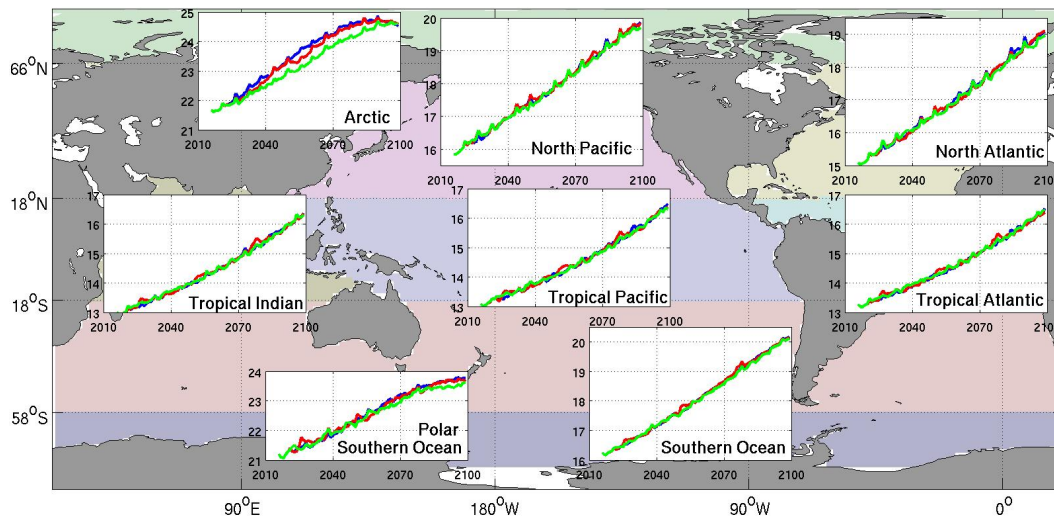 25
24
23
22
21
2010 2040 2070 2100
Arctic
20
19
18
17
16
2010 2040 2070 2100
North Pacific
19
18
17
16
15
2010 2040 2070 2100
North Atlantic
17
16
15
14
13
2010 2040 2070 2100
Tropical Indian
17
16
15
14
13
2010 2040 2070 2100
Tropical Pacific
17
16
15
14
13
2010 2040 2070 2100
Tropical Atlantic
24
23
22
21
2010 2040 2070 2100
Polar
Southern Ocean
20
19
18
17
16
2010 2040 2070 2100
Southern Ocean
66°N
18°N
18°S
58°S
90°E 180°W 90°W 0°